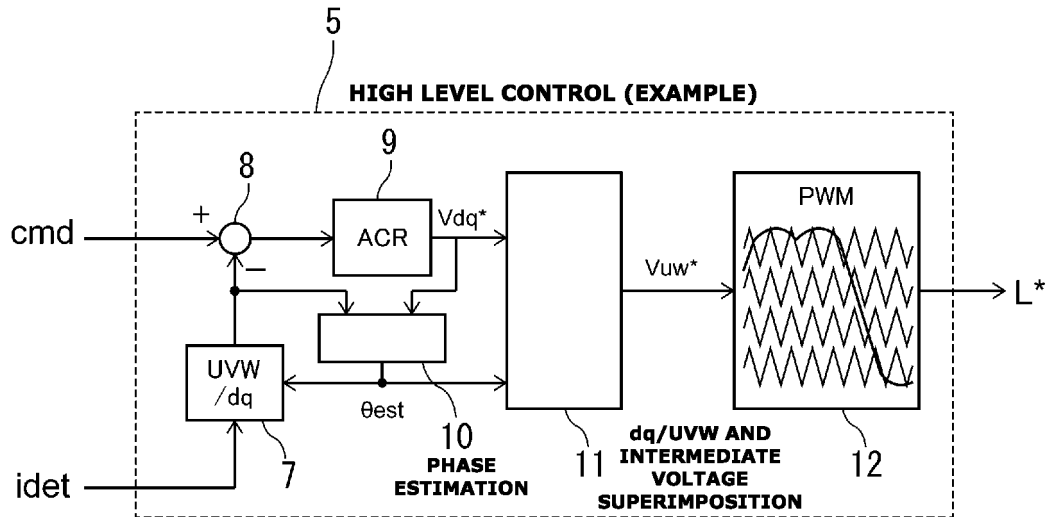 5
HIGH LEVEL CONTROL (EXAMPLE)
8
9
+
cmd
ACR
Vdq*
PWM
−
Vuw*
L*
UVW
/dq
θest
10
11
12
7
idet
PHASE
ESTIMATION
dq/UVW AND
INTERMEDIATE
VOLTAGE
SUPERIMPOSITION